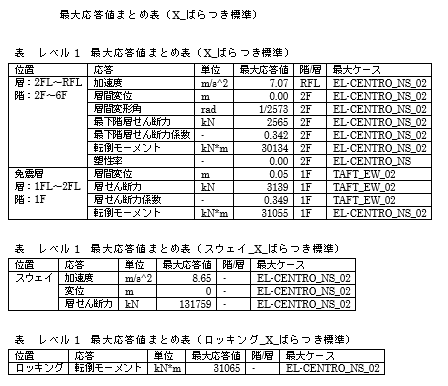 最大応答値まとめ表（X_ばらつき標準）
表　レベル１ 最大応答値まとめ表（X_ばらつき標準）
位置 応答 単位 最大応答値 階/層 最大ケース
層：2FL～RFL 加速度 m/s^2 7.07 RFL EL-CENTRO_NS_02
階：2F～6F 層間変位 m 0.00 2F EL-CENTRO_NS_02
層間変形角 rad 1/2573 2F EL-CENTRO_NS_02
最下階層せん断力 kN 2565 2F EL-CENTRO_NS_02
最下階層せん断力係数 - 0.342 2F EL-CENTRO_NS_02
転倒モーメント kN*m 30134 2F EL-CENTRO_NS_02
塑性率 - 0.00 2F EL-CENTRO_NS
免震層 層間変位 m 0.05 1F TAFT_EW_02
層：1FL～2FL 層せん断力 kN 3139 1F TAFT_EW_02
階：1F 層せん断力係数 - 0.349 1F TAFT_EW_02
転倒モーメント kN*m 31055 1F EL-CENTRO_NS_02
表　レベル１ 最大応答値まとめ表（スウェイ_X_ばらつき標準）
位置 応答 単位 最大応答値 階/層 最大ケース
スウェイ 加速度 m/s^2 8.65 - EL-CENTRO_NS_02
変位 m 0 - EL-CENTRO_NS_02
層せん断力 kN 131759 - EL-CENTRO_NS_02
表　レベル１ 最大応答値まとめ表（ロッキング_X_ばらつき標準）
位置 応答 単位 最大応答値 階/層 最大ケース
ロッキング 転倒モーメント kN*m 31065 - EL-CENTRO_NS_02